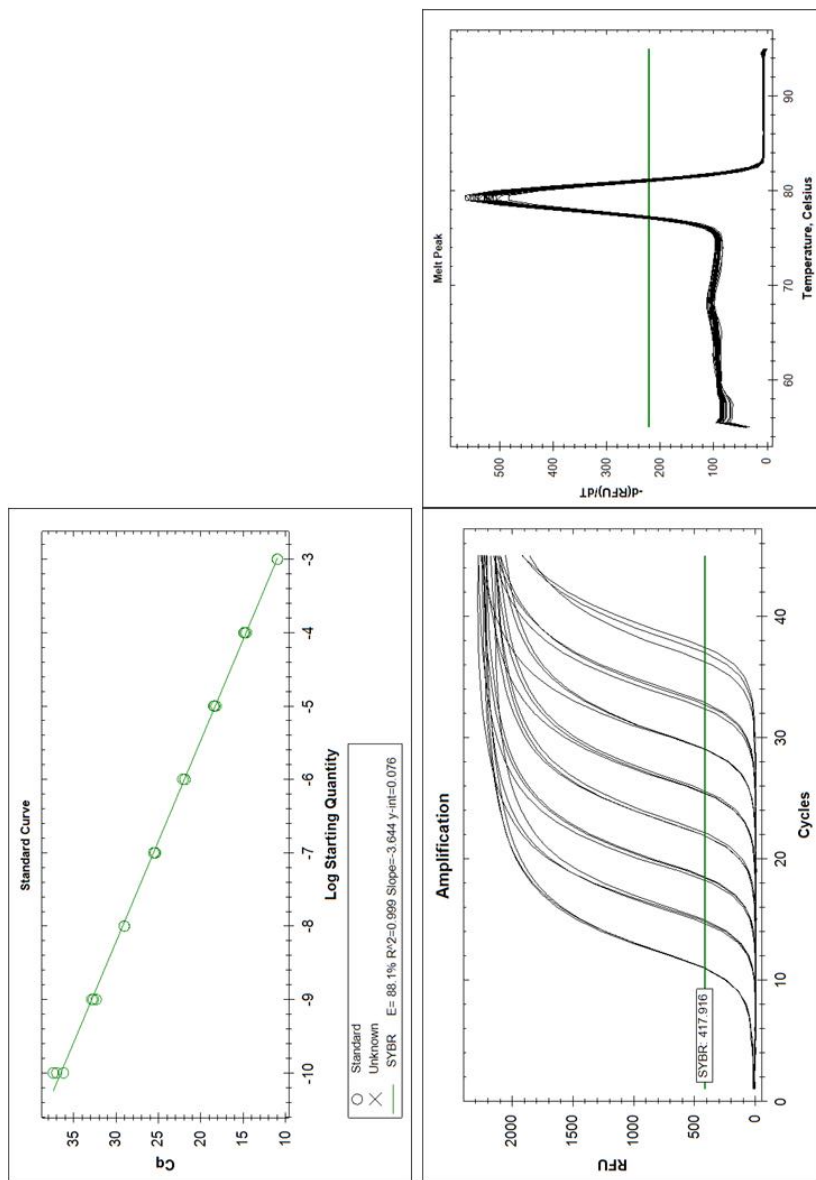 Standard Curve
Cq
35
30
25
20
15
10
-10
-9
-8
-7
-6
-5
-4
-3
Log Starting Quantity
Standard
Unknown
SYBR E= 88.1% R^2=0.999 Slope=-3.644 y-int=0.076
Amplification
RFU
2000
1500
1000
500
0
SYBR: 417.916
0
10
20
30
40
Cycles
Melt Peak
-d(RFU)/dT
500
400
300
200
100
0
60
70
80
90
Temperature, Celsius